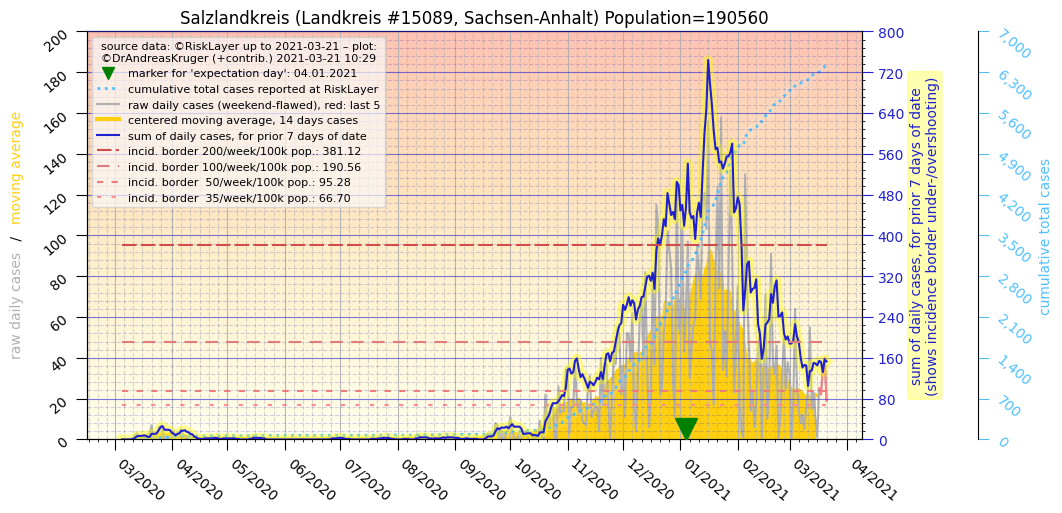 Salzlandkreis (Landkreis #15089, Sachsen-Anhalt) Population=190560
source data: ©RiskLayer up to 2021-03-21 – plot:
©DrAndreasKruger (+contrib.) 2021-03-21 10:29
marker for 'expectation day': 04.01.2021
cumulative total cases reported at RiskLayer
raw daily cases (weekend-flawed), red: last 5
centered moving average, 14 days cases
sum of daily cases, for prior 7 days of date
incid. border 200/week/100k pop.: 381.12
incid. border 100/week/100k pop.: 190.56
incid. border  50/week/100k pop.: 95.28
incid. border  35/week/100k pop.: 66.70
raw daily cases / moving average
200
180
160
140
120
100
80
60
40
20
0
03/2020
04/2020
05/2020
06/2020
07/2020
08/2020
09/2020
10/2020
11/2020
12/2020
01/2021
02/2021
03/2021
04/2021
800
720
640
560
480
400
320
240
160
80
0
sum of daily cases, for prior 7 days of date
(shows incidence border under-/overshooting)
7,000
6,300
5,600
4,900
4,200
3,500
2,800
2,100
1,400
700
0
cumulative total cases